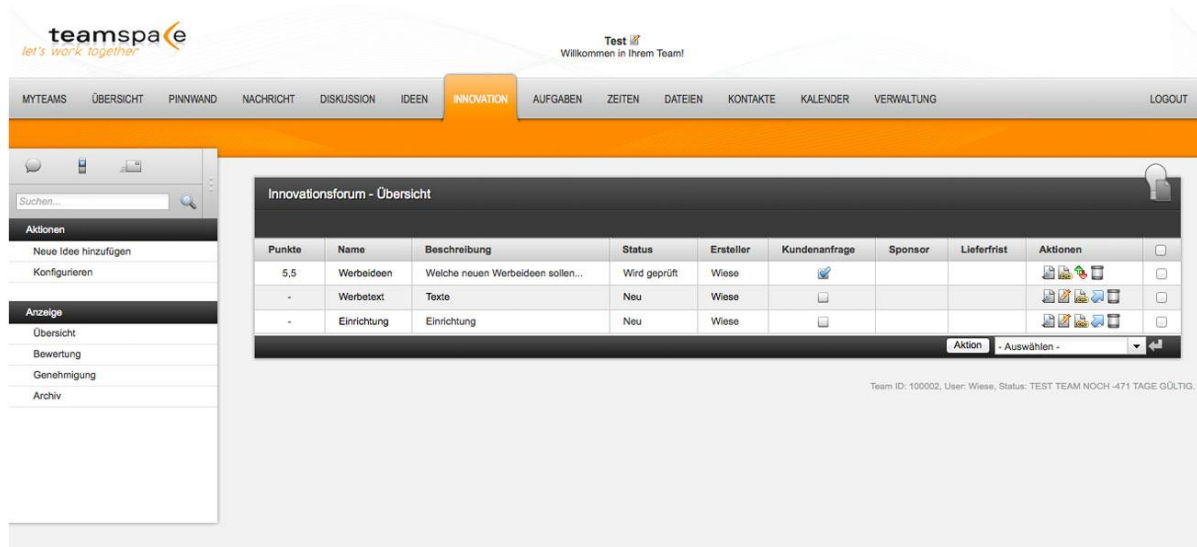 teamspace
let's work together
Test
Willkommen in Ihrem Team!
MYTEAMS ÜBERSICHT PINNWAND NACHRICHT DISKUSSION IDEEN INNOVATION AUFGABEN ZEITEN DATEIEN KONTAKTE KALENDER VERWALTUNG LOGOUT
Suchen...
Aktionen
Neue Idee hinzufügen
Konfigurieren
Anzeige
Übersicht
Bewertung
Genehmigung
Archiv
Innovationsforum - Übersicht
Punkte Name Beschreibung Status Ersteller Kundenanfrage Sponsor Lieferfrist Aktionen
5,5 Werbeideen Welche neuen Werbeideen sollen... Wird geprüft Wiese
- Werbetext Texte Neu Wiese
- Einrichtung Einrichtung Neu Wiese
Aktion - Auswählen -
Team ID: 100002, User: Wiese, Status: TEST TEAM NOCH -471 TAGE GÜLTIG.